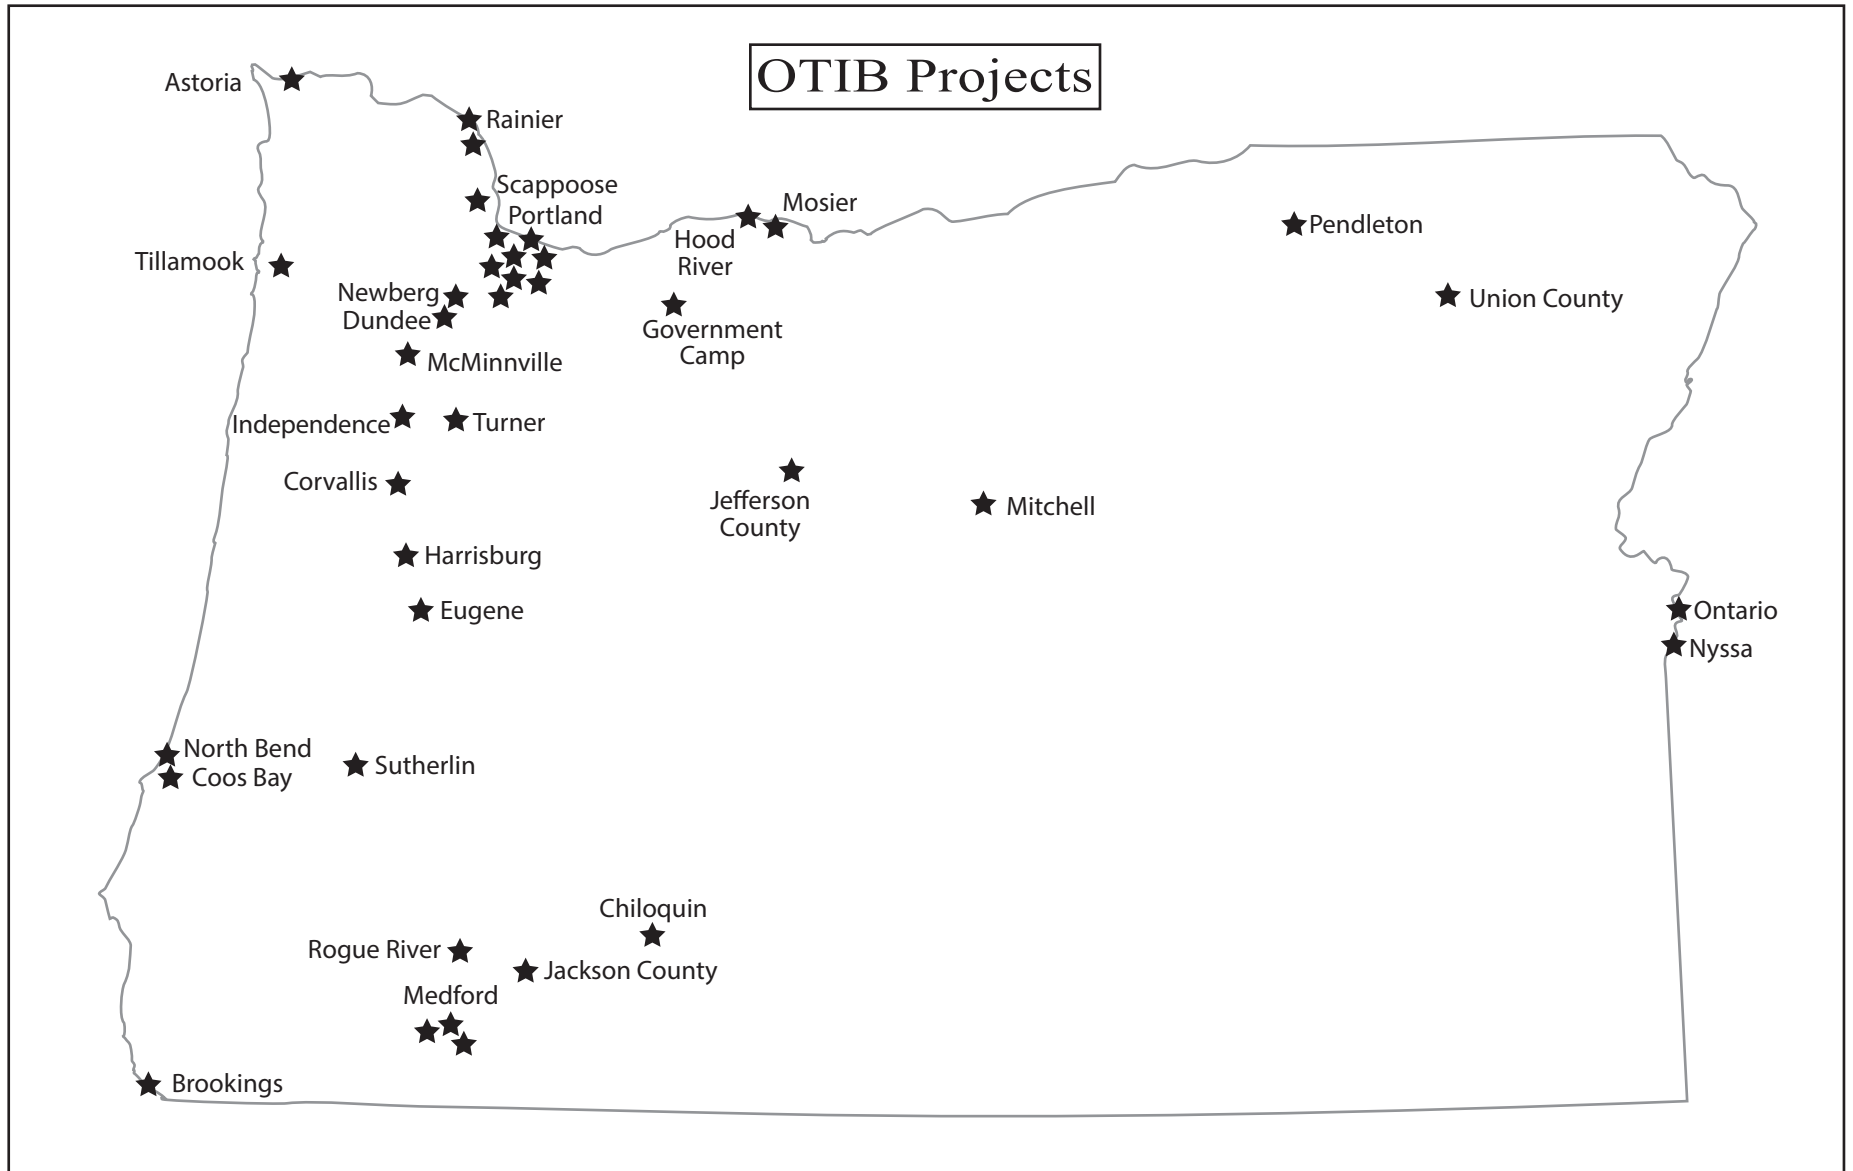 OTIB Projects
Astoria
Rainier
Scappoose
Portland
Mosier
Hood
River
Pendleton
Tillamook
Newberg
Dundee
Government
Camp
Union County
McMinnville
Independence
Turner
Corvallis
Jefferson
County
Mitchell
Harrisburg
Eugene
Ontario
Nyssa
North Bend
Coos Bay
Sutherlin
Chiloquin
Rogue River
Jackson County
Medford
Brookings